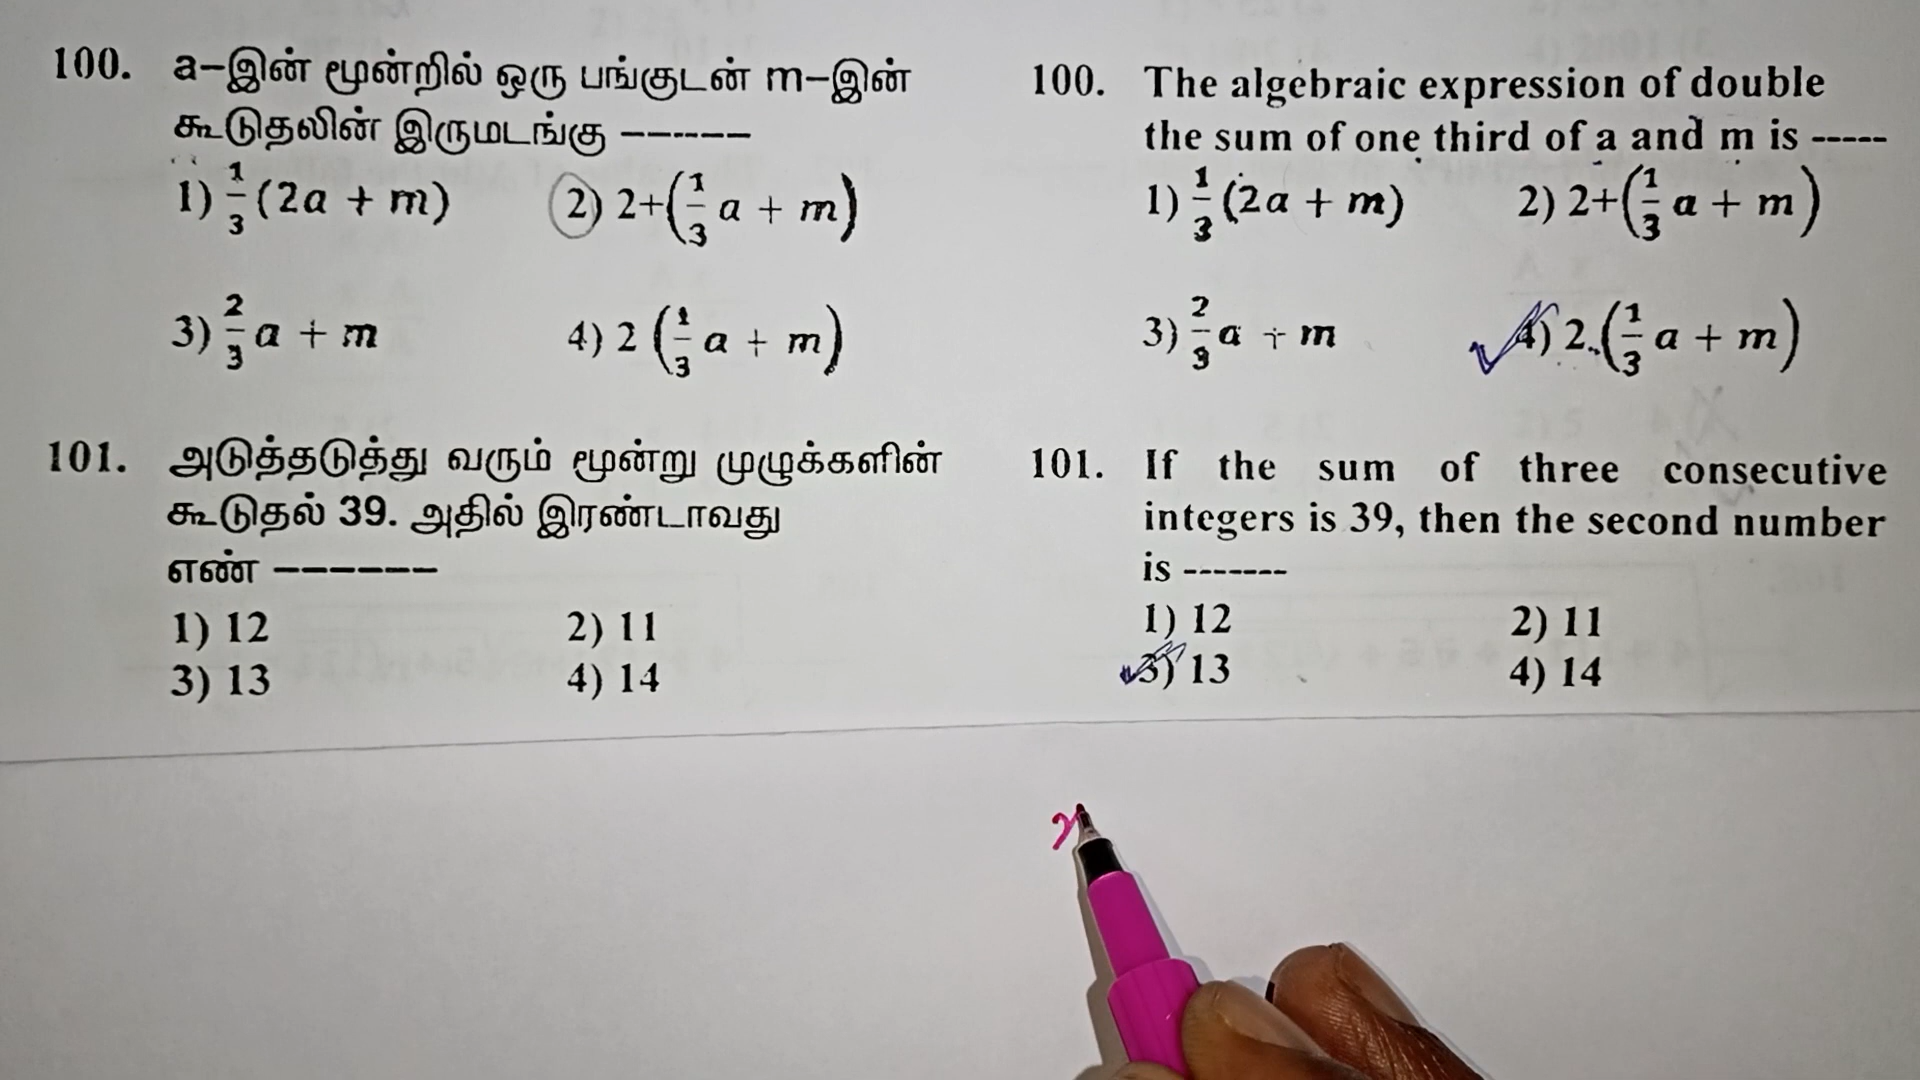 100. a-இன் மூன்றில் ஒரு பங்குடன் m-இன்
கூடுதலின் இருமடங்கு ------
1) 1/3 (2a + m) 2) 2+(1/3 a + m)
3) 2/3 a + m 4) 2 (1/3 a + m)
101. அடுத்தடுத்து வரும் மூன்று முழுக்களின்
கூடுதல் 39. அதில் இரண்டாவது
எண் ------
1) 12 2) 11
3) 13 4) 14
100. The algebraic expression of double
the sum of one third of a and m is -----
1) 1/3 (2a + m) 2) 2+(1/3 a + m)
3) 2/3 a + m 4) 2 (1/3 a + m)
101. If the sum of three consecutive
integers is 39, then the second number
is -------
1) 12 2) 11
3) 13 4) 14
x